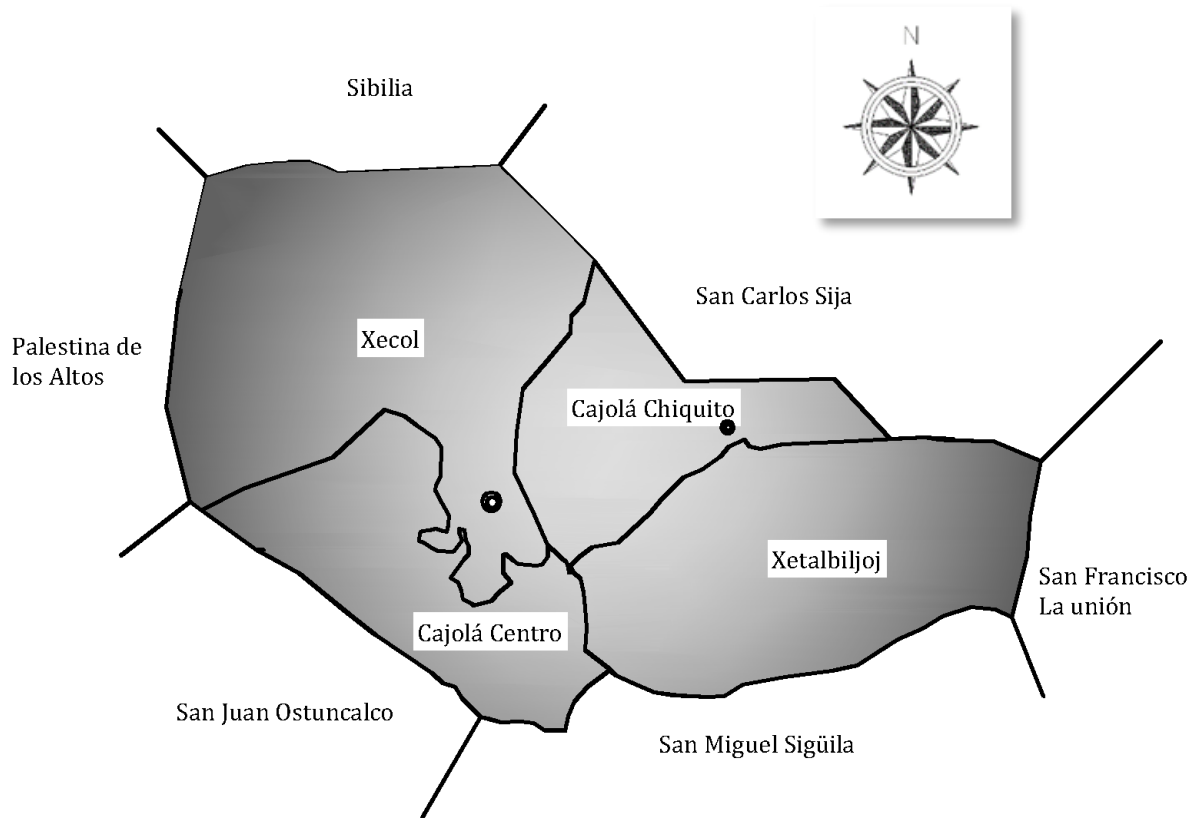 N
Sibilia
San Carlos Sija
Palestina de
los Altos
Xecol
Cajolá Chiquito
Xetalbiljoj
San Francisco
La unión
Cajolá Centro
San Juan Ostuncalco
San Miguel Sigüila